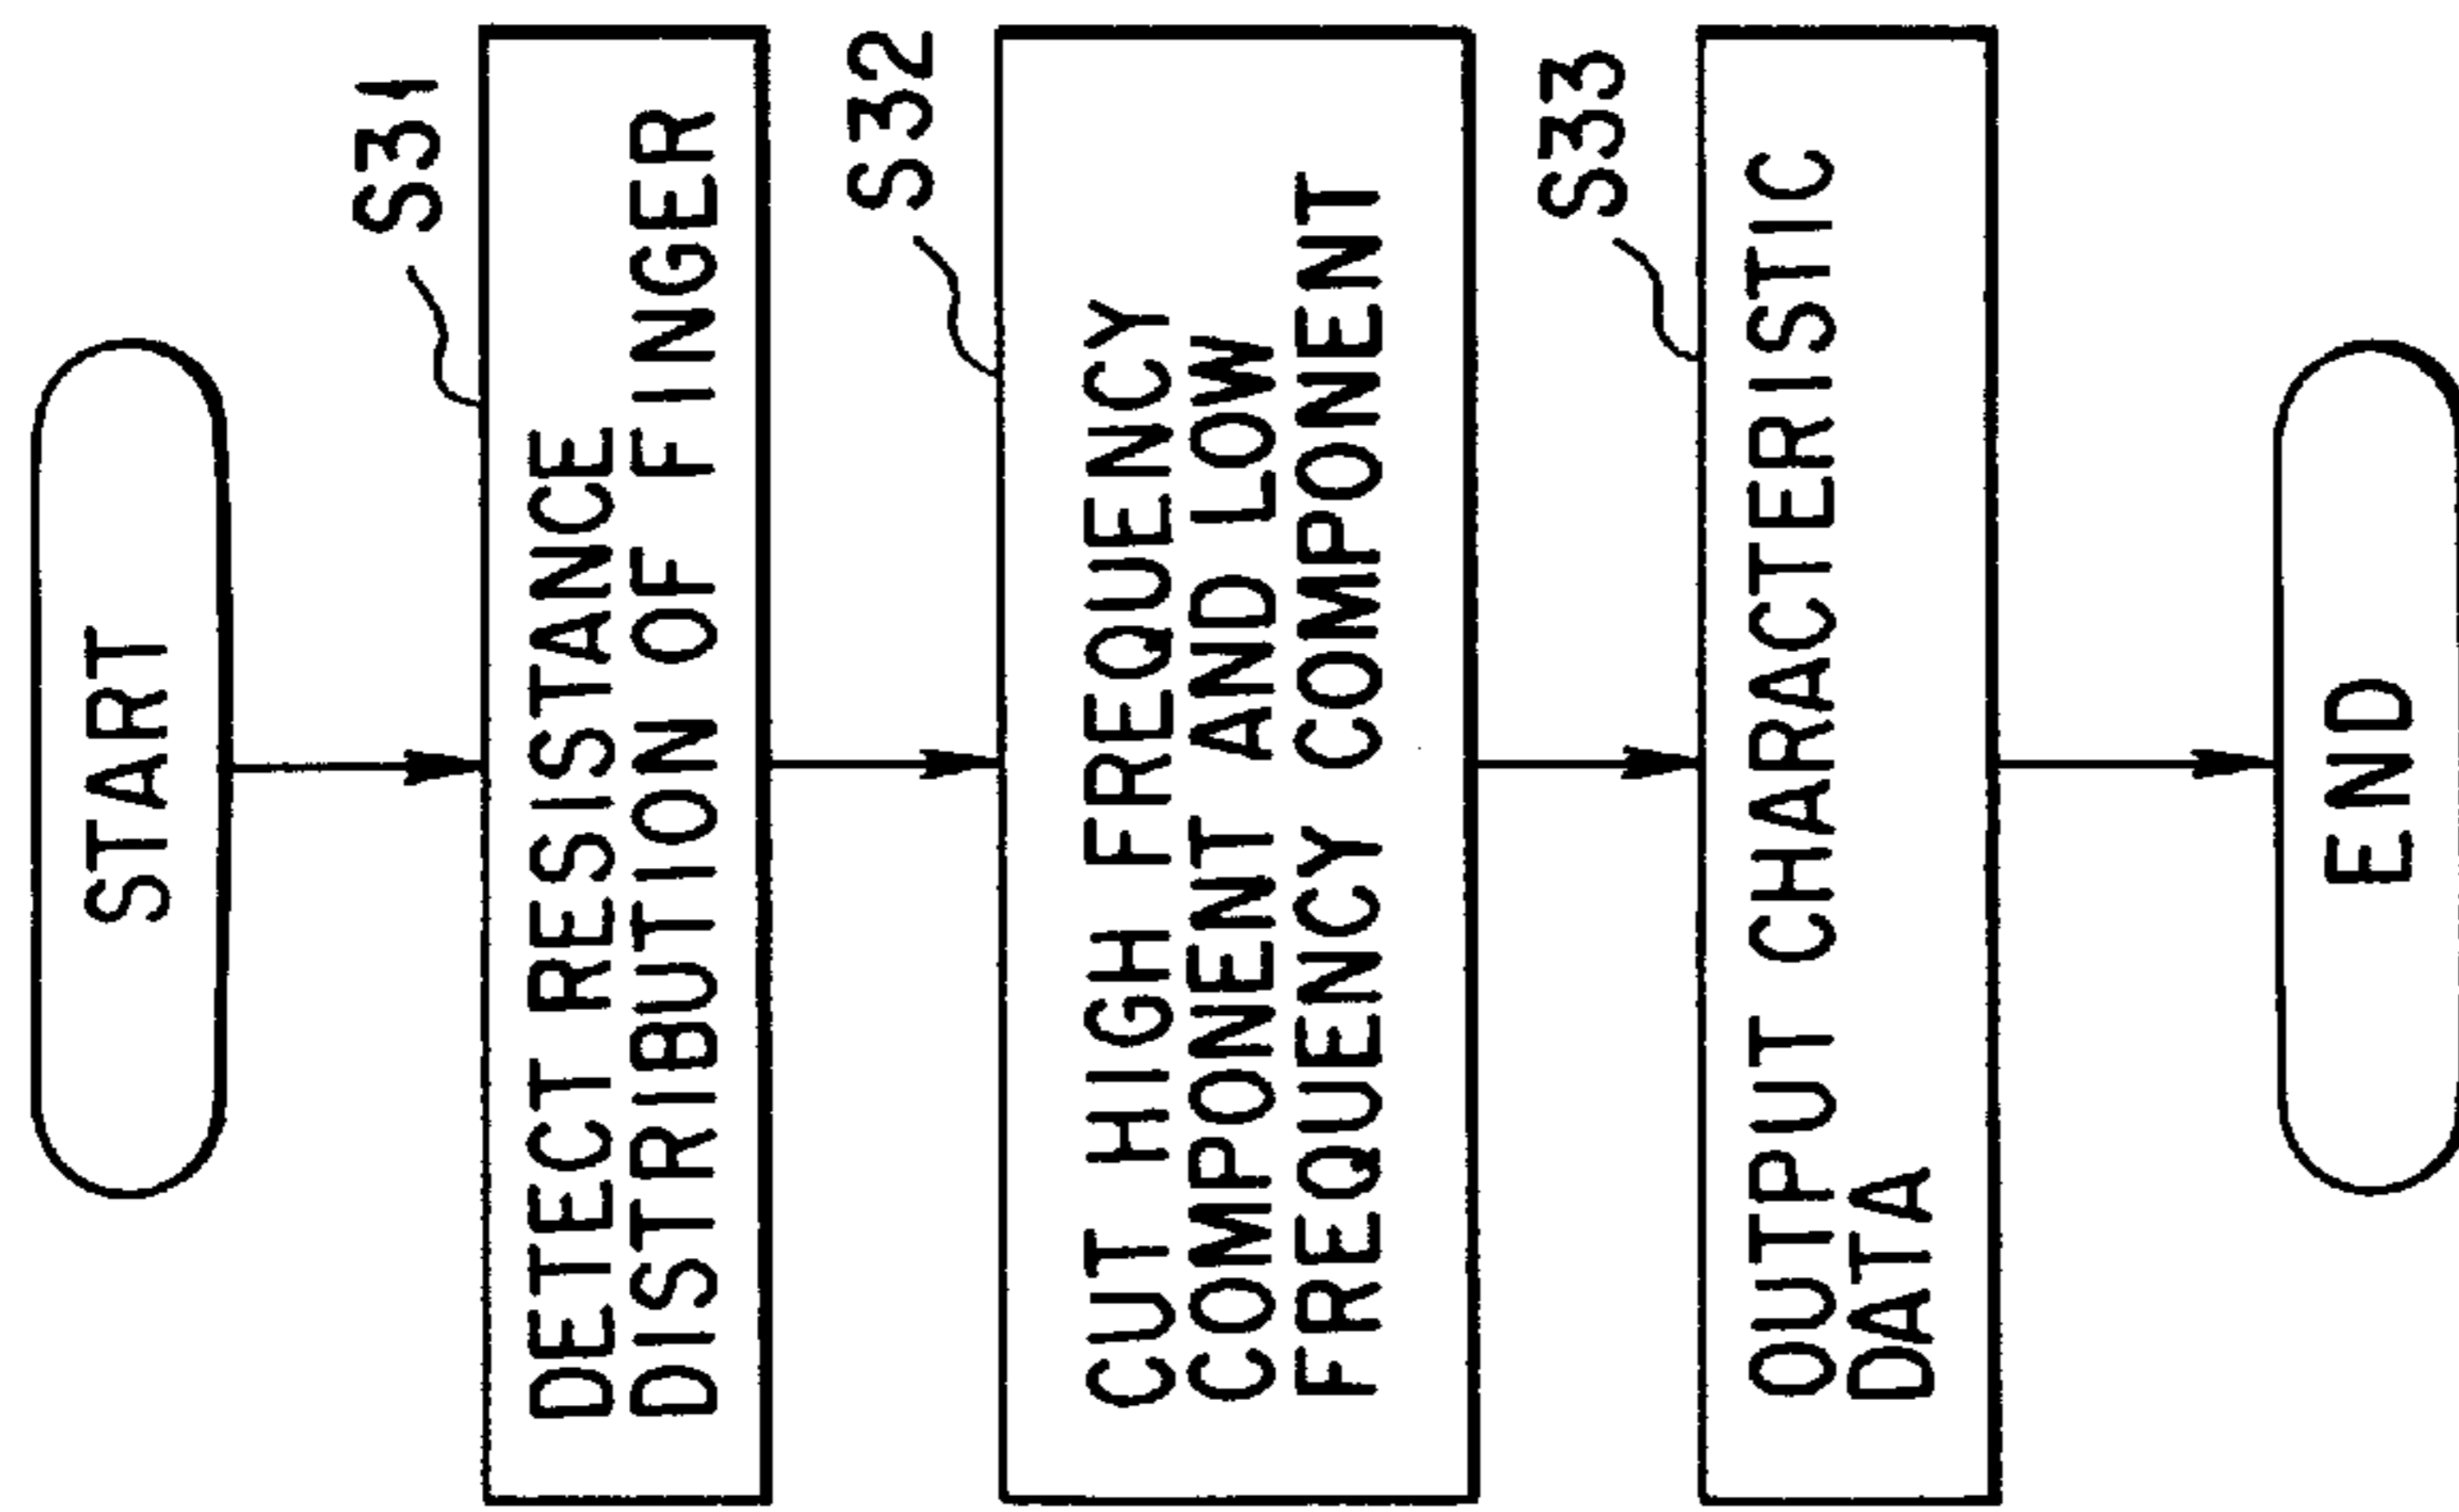 START
S31
DETECT RESISTANCE
DISTRIBUTION OF FINGER
S32
CUT HIGH FREQUENCY
COMPONENT AND LOW
FREQUENCY COMPONENT
S33
OUTPUT CHARACTERISTIC
DATA
END